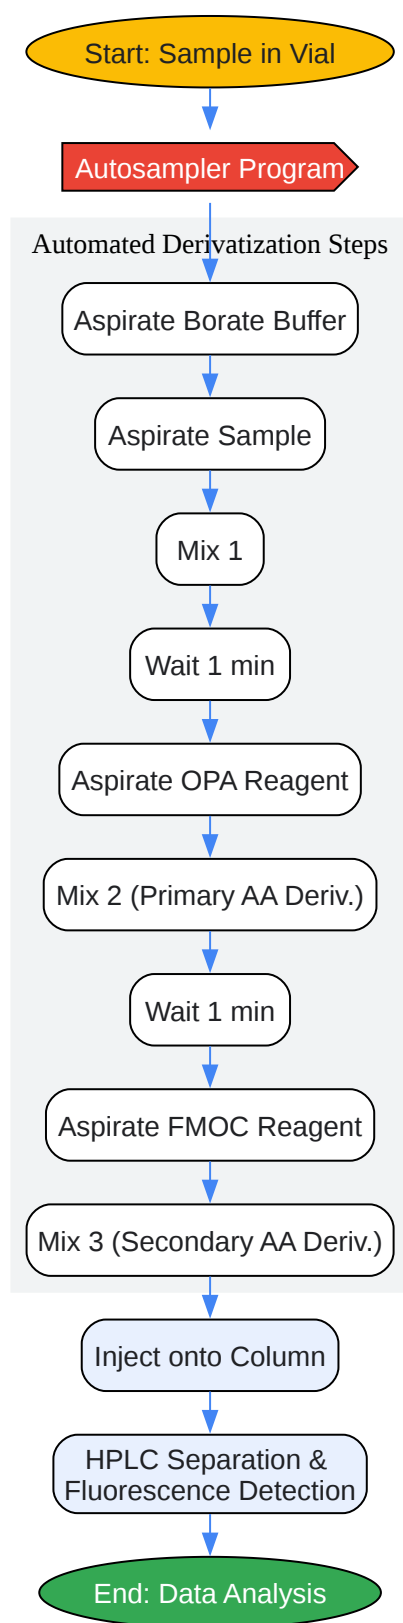 Start: Sample in Vial
Autosampler Program
Automated Derivatization Steps
Aspirate Borate Buffer
Aspirate Sample
Mix 1
Wait 1 min
Aspirate OPA Reagent
Mix 2 (Primary AA Deriv.)
Wait 1 min
Aspirate FMOC Reagent
Mix 3 (Secondary AA Deriv.)
Inject onto Column
HPLC Separation &
Fluorescence Detection
End: Data Analysis